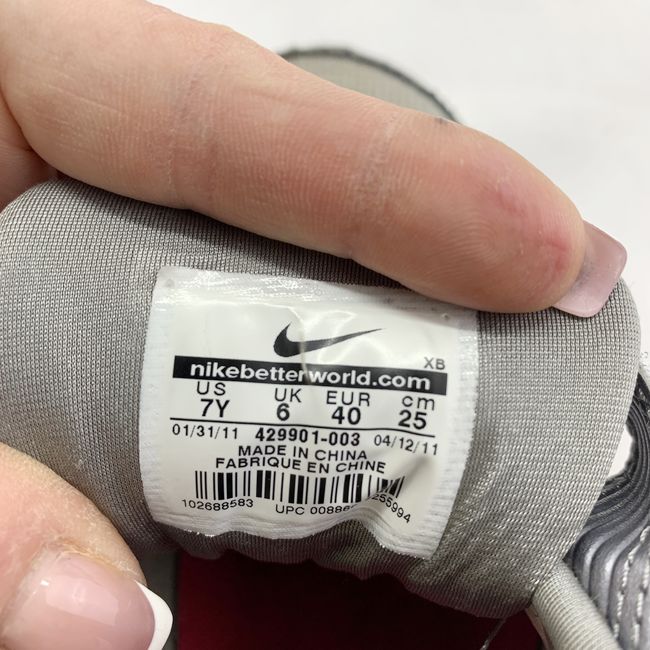 XB
nikebetterworld.com
US UK EUR cm
7Y 6 40 25
01/31/11 429901-003 04/12/11
MADE IN CHINA
FABRIQUE EN CHINE
102688583 UPC